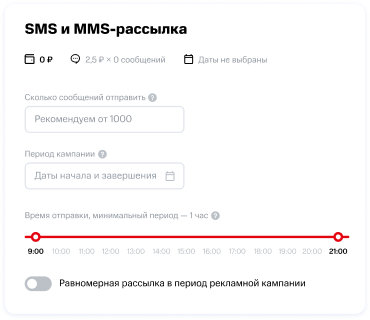 SMS и MMS-рассылка
0 ₽ 2,5 ₽ × 0 сообщений Даты не выбраны
Сколько сообщений отправить ?
Рекомендуем от 1000
Период кампании ?
Даты начала и завершения
Время отправки, минимальный период — 1 час ?
9:00 10:00 11:00 12:00 13:00 14:00 15:00 16:00 17:00 18:00 19:00 20:00 21:00
Равномерная рассылка в период рекламной кампании